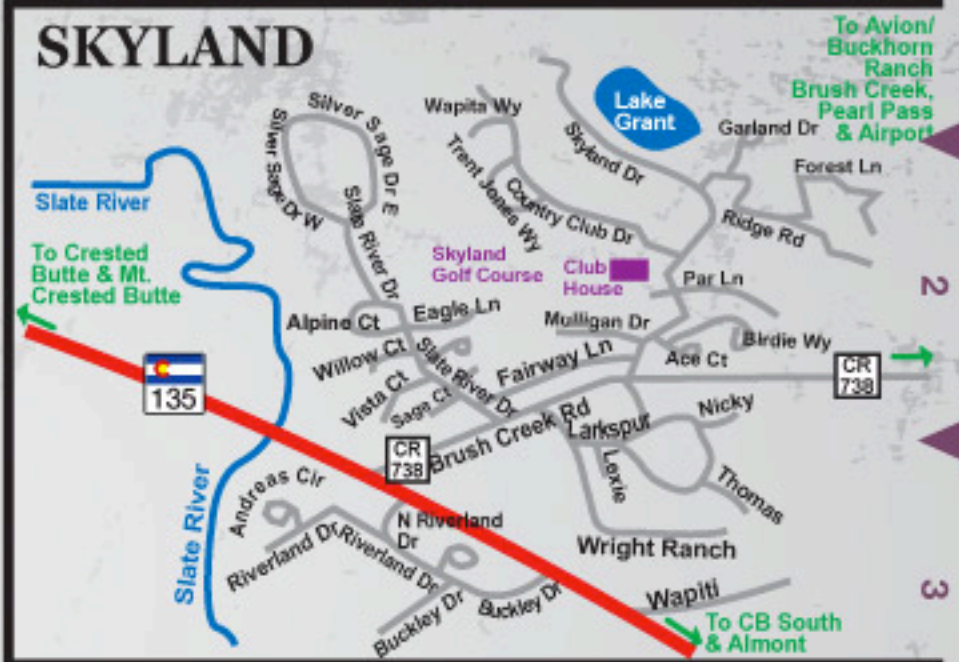 SKYLAND
To Avion/
Buckhorn
Ranch
Brush Creek,
Pearl Pass
& Airport
Lake
Grant
Wapita Wy
Silver Sage Dr E
Silver Sage Dr W
Skyland Dr
Garland Dr
Forest Ln
Trent Jones Wy
Country Club Dr
Ridge Rd
Slate River
Slate River Dr
To Crested
Butte & Mt.
Crested Butte
Skyland
Golf Course
Club
House
Par Ln
2
Eagle Ln
Alpine Ct
Mulligan Dr
Birdie Wy
Willow Ct
Slate River Dr
Fairway Ln
Ace Ct
CR
738
135
Vista Ct
Sage Ct
Brush Creek Rd
Nicky
Larkspur
CR
738
Lexie
Thomas
Andreas Cir
Slate River
N Riverland
Dr
Riverland Dr
Riverland Dr
Wright Ranch
Buckley Dr
Buckley Dr
Wapiti
3
To CB South
& Almont